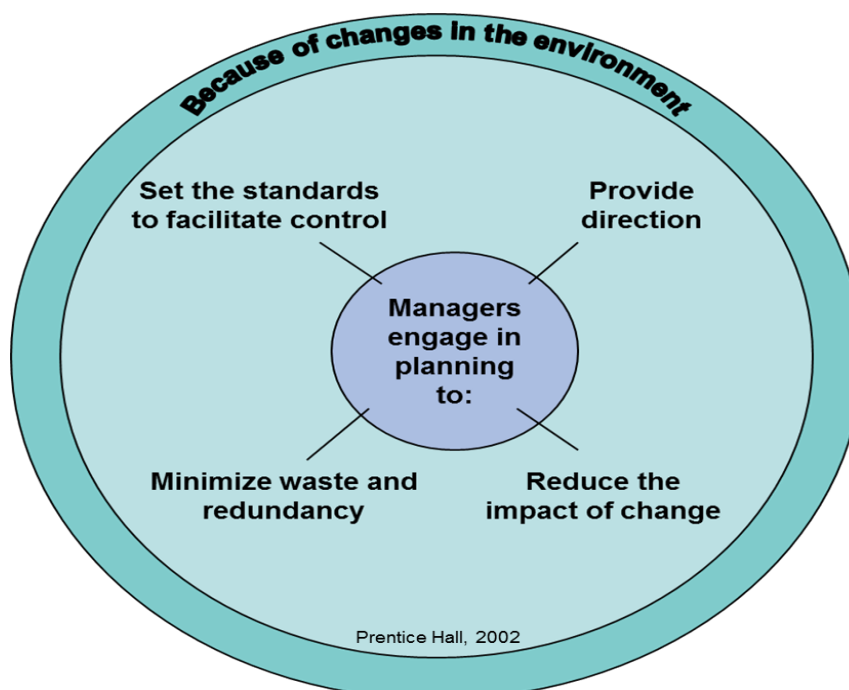 Because of changes in the environment
Set the standards
to facilitate control
Provide
direction
Managers
engage in
planning
to:
Minimize waste and
redundancy
Reduce the
impact of change
Prentice Hall, 2002